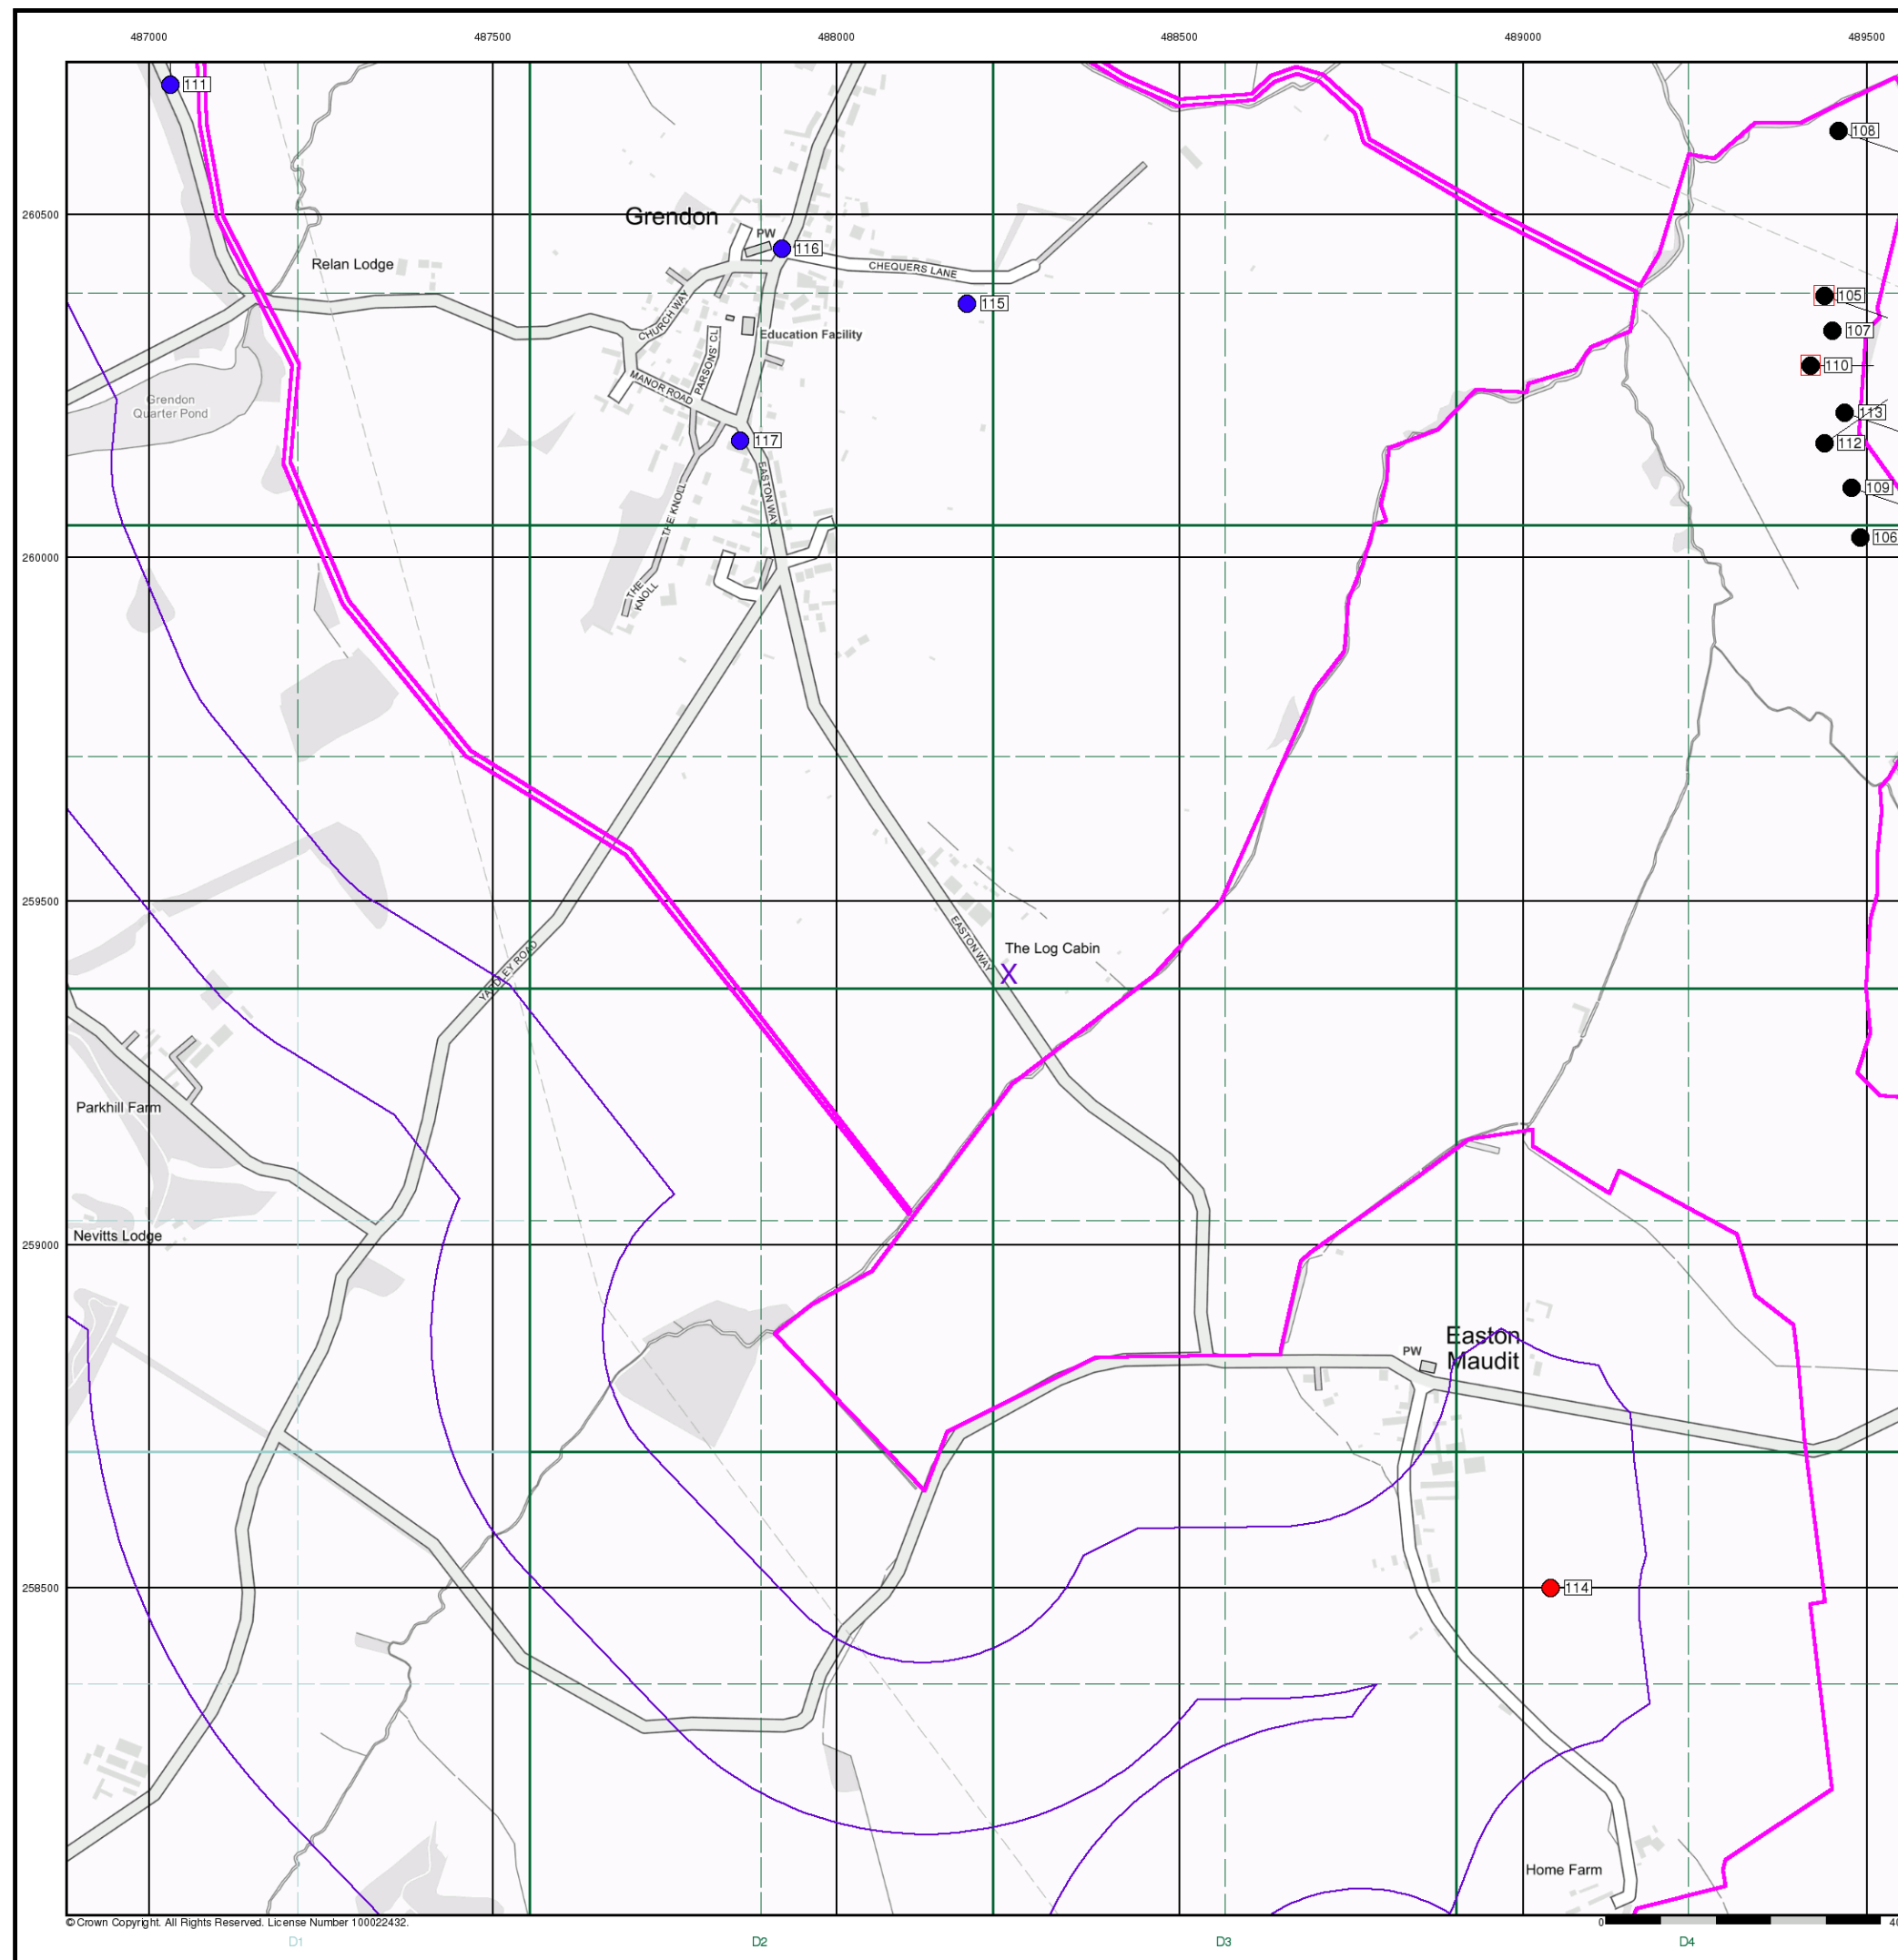 487000
487500
488000
488500
489000
489500
111
108
260500
Grendon
PW
116
CHEQUERS LANE
Relan Lodge
115
105
CHURCH WAY
Education Facility
107
PARSONS' CL
110
MANOR ROAD
Grendon
Quarter Pond
113
117
112
EASTON WAY
THE KNOLL
109
106
260000
THE
KNOLL
259500
EASTON WAY
The Log Cabin
YARDLEY ROAD
X
Parkhill Farm
Nevitts Lodge
259000
Easton
Maudit
PW
258500
114
Home Farm
© Crown Copyright. All Rights Reserved. License Number 100022432.
0
40
D1
D2
D3
D4